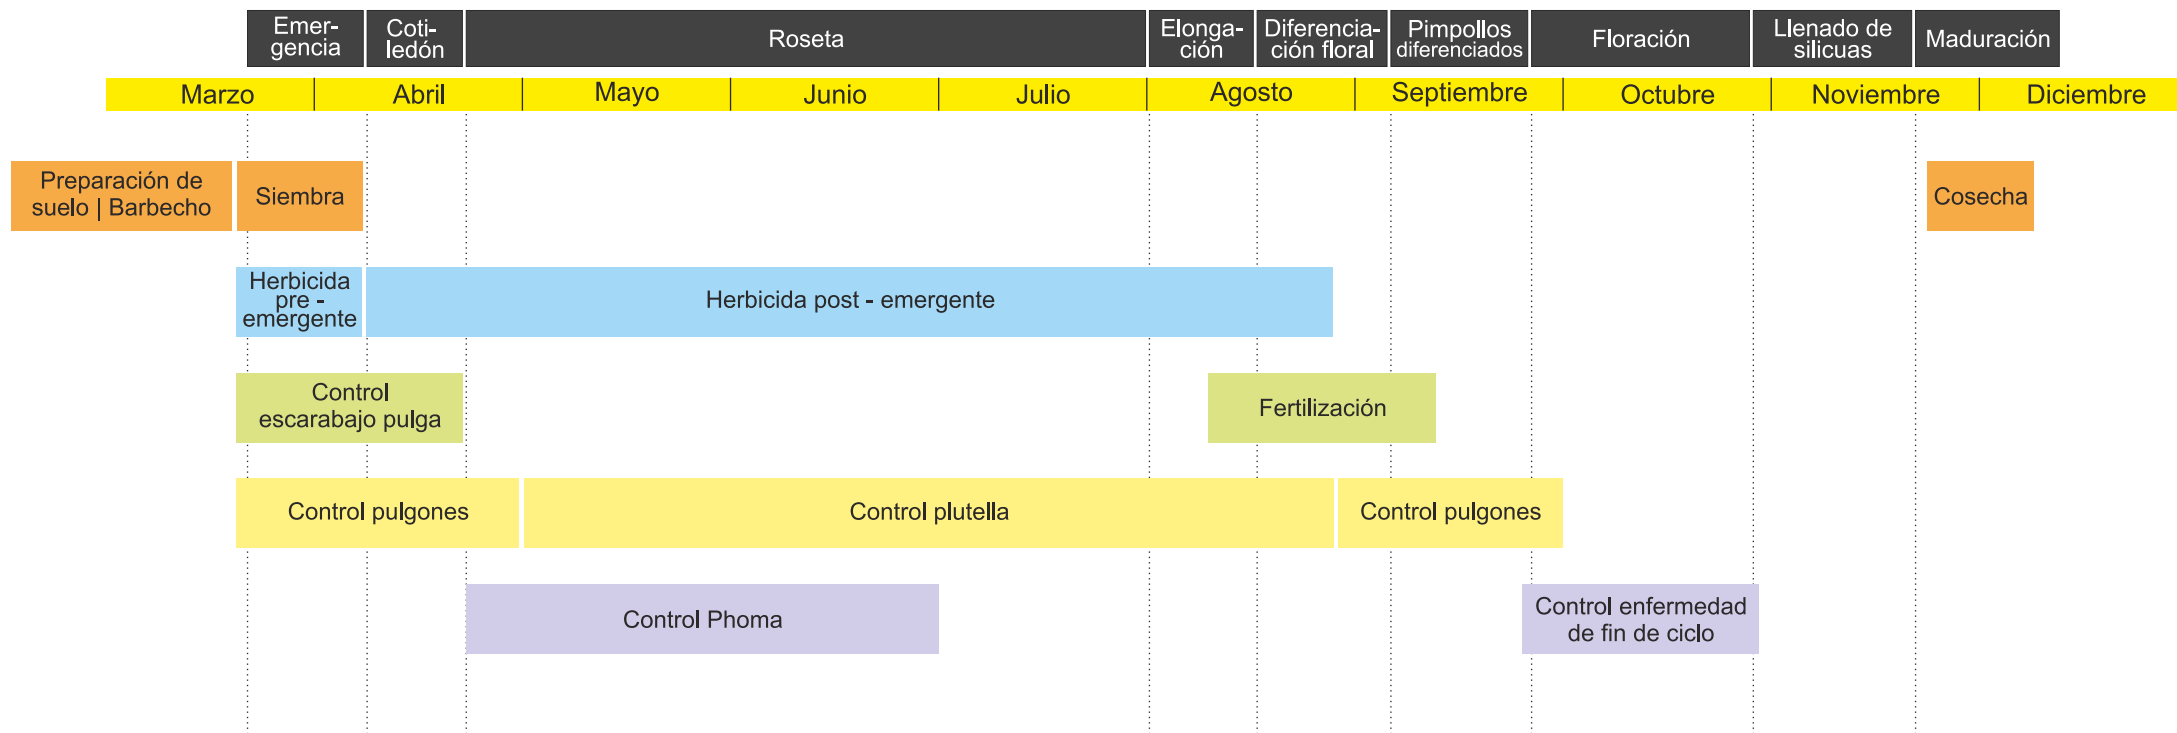 Emer-
gencia
Coti-
ledón
Roseta
Elonga-
ción
Diferencia-
ción floral
Pimpollos
diferenciados
Floración
Llenado de
silicuas
Maduración
Marzo
Abril
Mayo
Junio
Julio
Agosto
Septiembre
Octubre
Noviembre
Diciembre
Preparación de
suelo | Barbecho
Siembra
Cosecha
Herbicida
pre -
emergente
Herbicida post - emergente
Control
escarabajo pulga
Fertilización
Control pulgones
Control plutella
Control pulgones
Control Phoma
Control enfermedad
de fin de ciclo